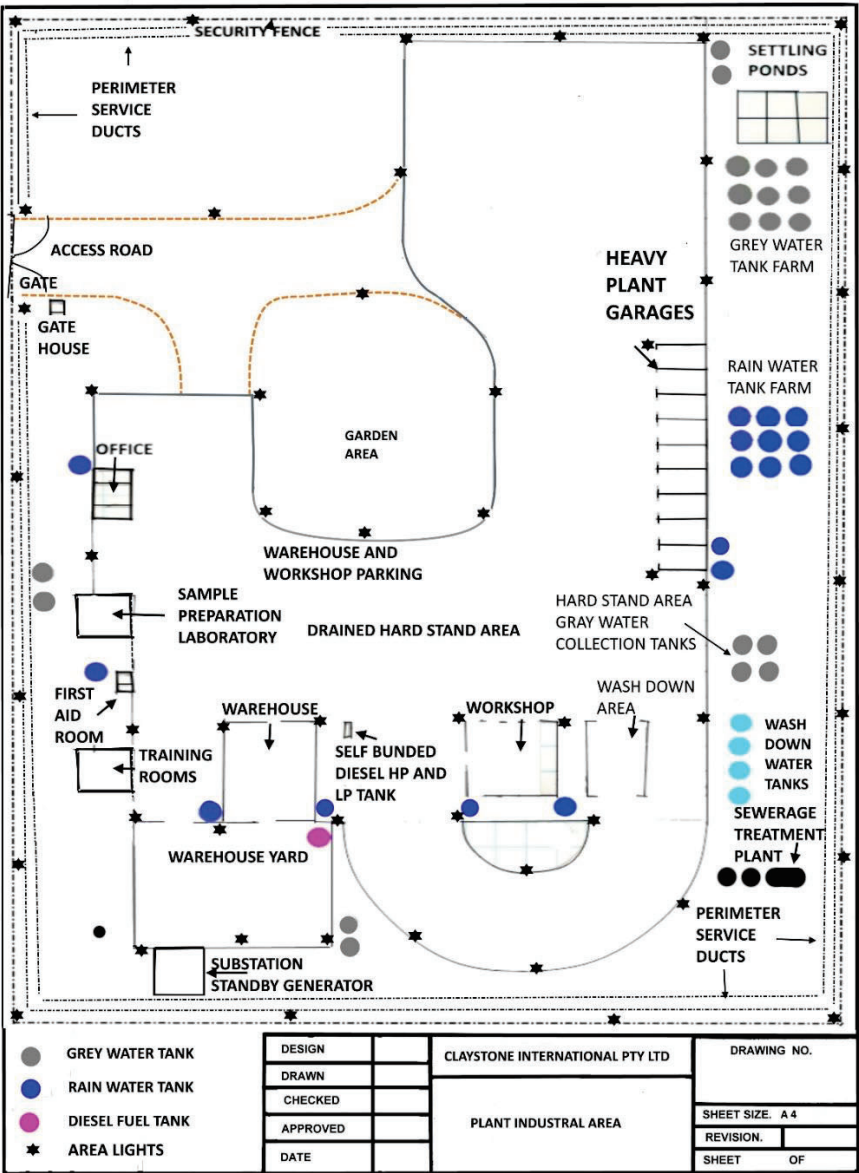 SECURITY FENCE
SETTLING
PONDS
PERIMETER
SERVICE
DUCTS
ACCESS ROAD
GREY WATER
TANK FARM
HEAVY
PLANT
GARAGES
GATE
GATE
HOUSE
RAIN WATER
TANK FARM
GARDEN
AREA
OFFICE
WAREHOUSE AND
WORKSHOP PARKING
SAMPLE
PREPARATION
LABORATORY
DRAINED HARD STAND AREA
HARD STAND AREA
GRAY WATER
COLLECTION TANKS
FIRST
AID
ROOM
WAREHOUSE
WORKSHOP
WASH DOWN
AREA
TRAINING
ROOMS
SELF BUNDED
DIESEL HP AND
LP TANK
WASH
DOWN
WATER
TANKS
SEWERAGE
TREATMENT
PLANT
WAREHOUSE YARD
PERIMETER
SERVICE
DUCTS
SUBSTATION
STANDBY GENERATOR
GREY WATER TANK
RAIN WATER TANK
DIESEL FUEL TANK
AREA LIGHTS
DESIGN
DRAWN
CHECKED
APPROVED
DATE
CLAYSTONE INTERNATIONAL PTY LTD
PLANT INDUSTRAL AREA
DRAWING NO.
SHEET SIZE. A 4
REVISION.
SHEET OF